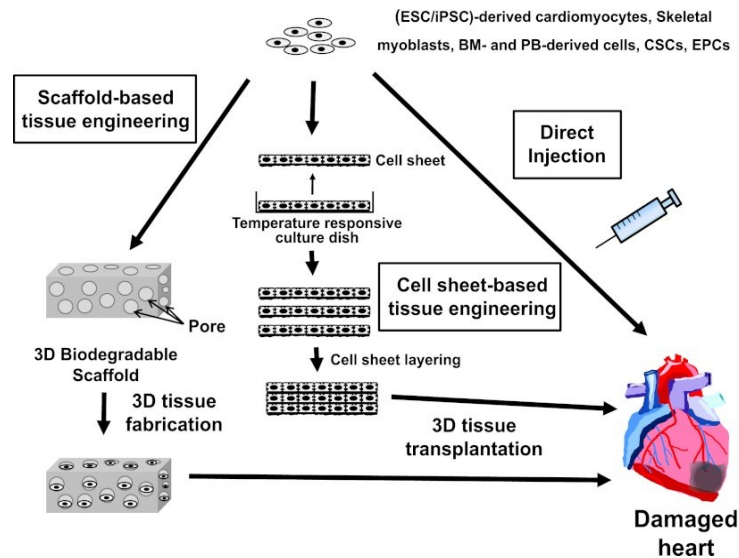 (ESC/iPSC)-derived cardiomyocytes, Skeletal
myoblasts, BM- and PB-derived cells, CSCs, EPCs
Scaffold-based
tissue engineering
Direct
Injection
Cell sheet
Temperature responsive
culture dish
Cell sheet-based
tissue engineering
Pore
3D Biodegradable
Scaffold
Cell sheet layering
3D tissue
fabrication
3D tissue
transplantation
Damaged
heart